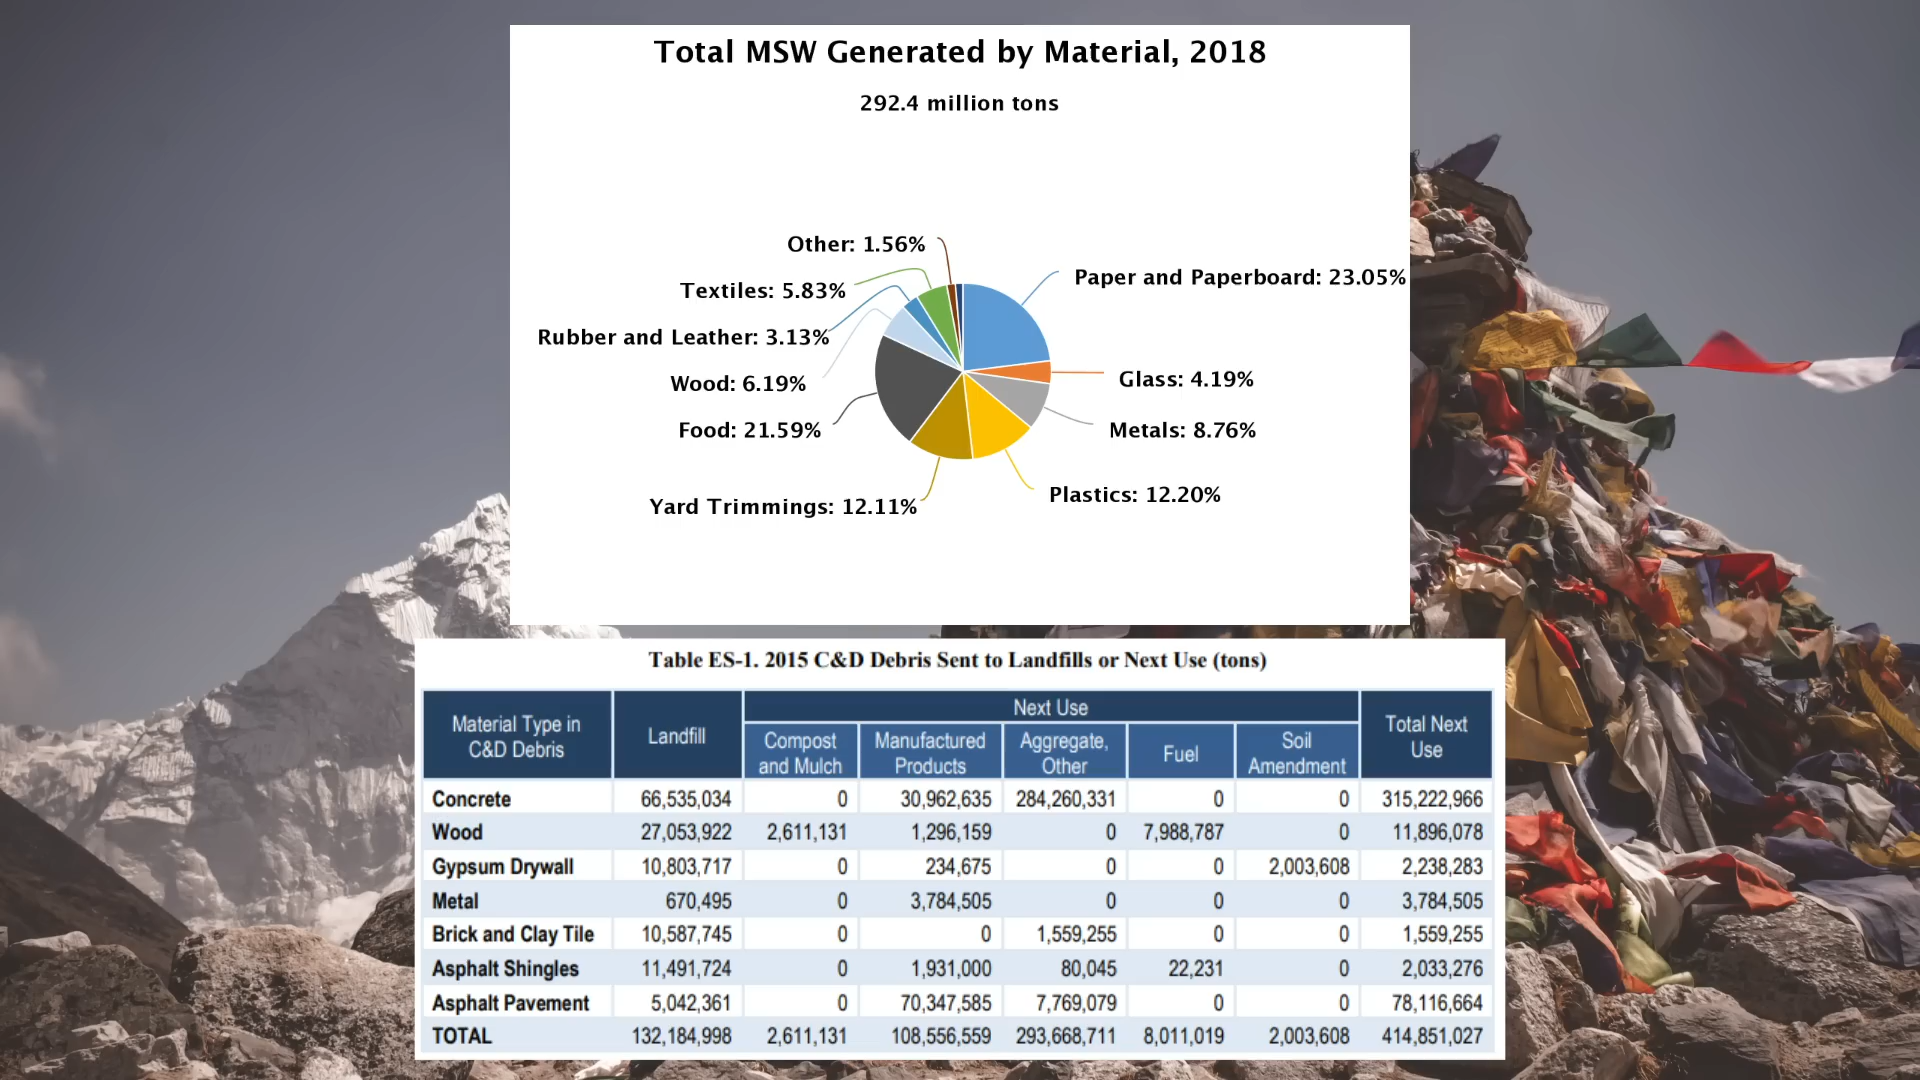 Total MSW Generated by Material, 2018
292.4 million tons
Other: 1.56%
Paper and Paperboard: 23.05%
Textiles: 5.83%
Rubber and Leather: 3.13%
Glass: 4.19%
Wood: 6.19%
Food: 21.59%
Metals: 8.76%
Plastics: 12.20%
Yard Trimmings: 12.11%
Table ES-1. 2015 C&D Debris Sent to Landfills or Next Use (tons)
Material Type in C&D Debris Landfill Next Use Total Next Use
Compost and Mulch Manufactured Products Aggregate, Other Fuel Soil Amendment
Concrete 66,535,034 0 30,962,635 284,260,331 0 0 315,222,966
Wood 27,053,922 2,611,131 1,296,159 0 7,988,787 0 11,896,078
Gypsum Drywall 10,803,717 0 234,675 0 0 2,003,608 2,238,283
Metal 670,495 0 3,784,505 0 0 0 3,784,505
Brick and Clay Tile 10,587,745 0 0 1,559,255 0 0 1,559,255
Asphalt Shingles 11,491,724 0 1,931,000 80,045 22,231 0 2,033,276
Asphalt Pavement 5,042,361 0 70,347,585 7,769,079 0 0 78,116,664
TOTAL 132,184,998 2,611,131 108,556,559 293,668,711 8,011,019 2,003,608 414,851,027